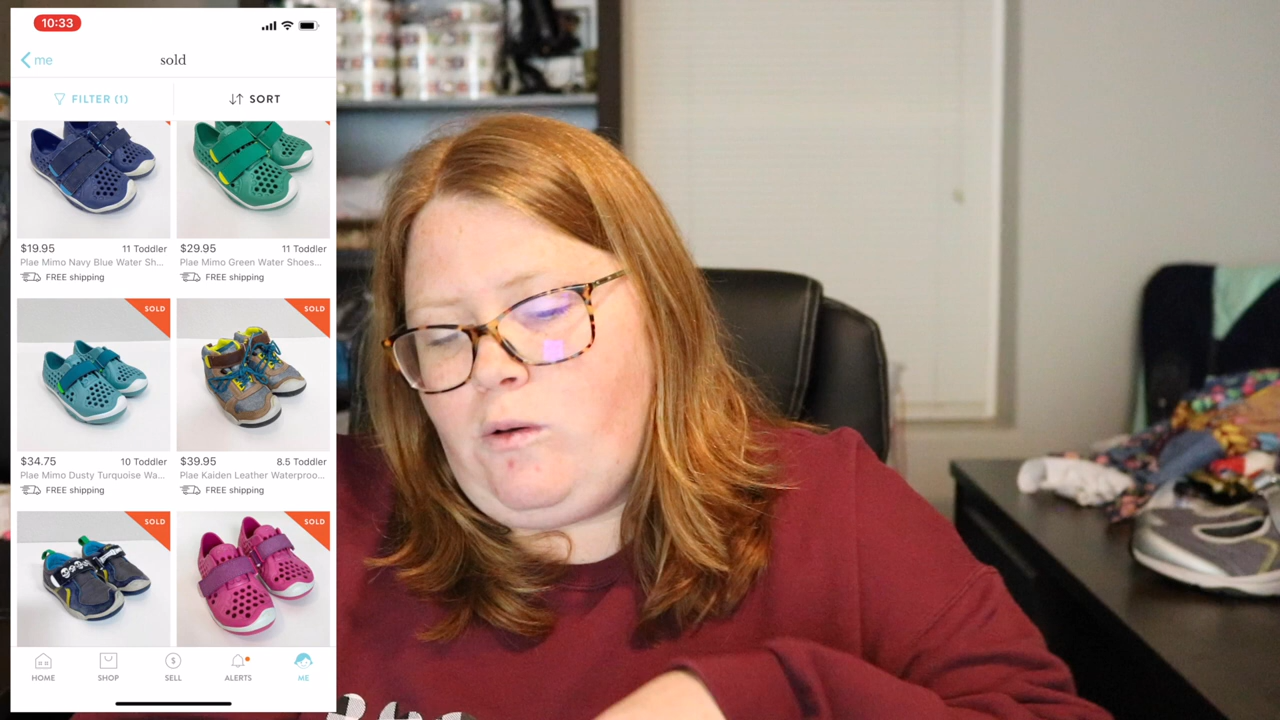 10:33
me
sold
FILTER (1)
SORT
$19.95 11 Toddler
Plae Mimo Navy Blue Water Sh...
FREE shipping
$29.95 11 Toddler
Plae Mimo Green Water Shoes...
FREE shipping
SOLD
SOLD
$34.75 10 Toddler
Plae Mimo Dusty Turquoise Wa...
FREE shipping
$39.95 8.5 Toddler
Plae Kaiden Leather Waterproo...
FREE shipping
SOLD
SOLD
HOME
SHOP
$
SELL
ALERTS
ME